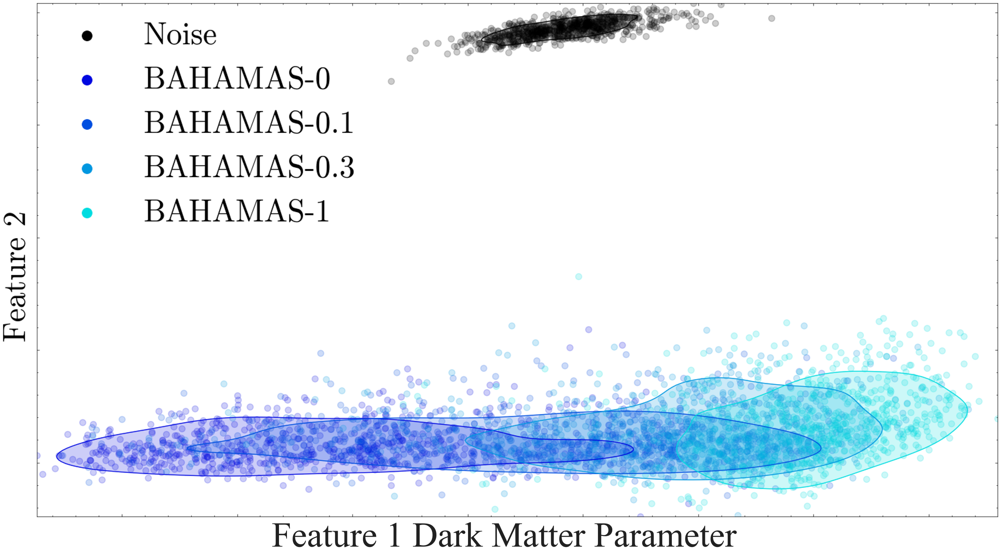 Noise
BAHAMAS-0
BAHAMAS-0.1
BAHAMAS-0.3
BAHAMAS-1
Feature 2
Feature 1 Dark Matter Parameter